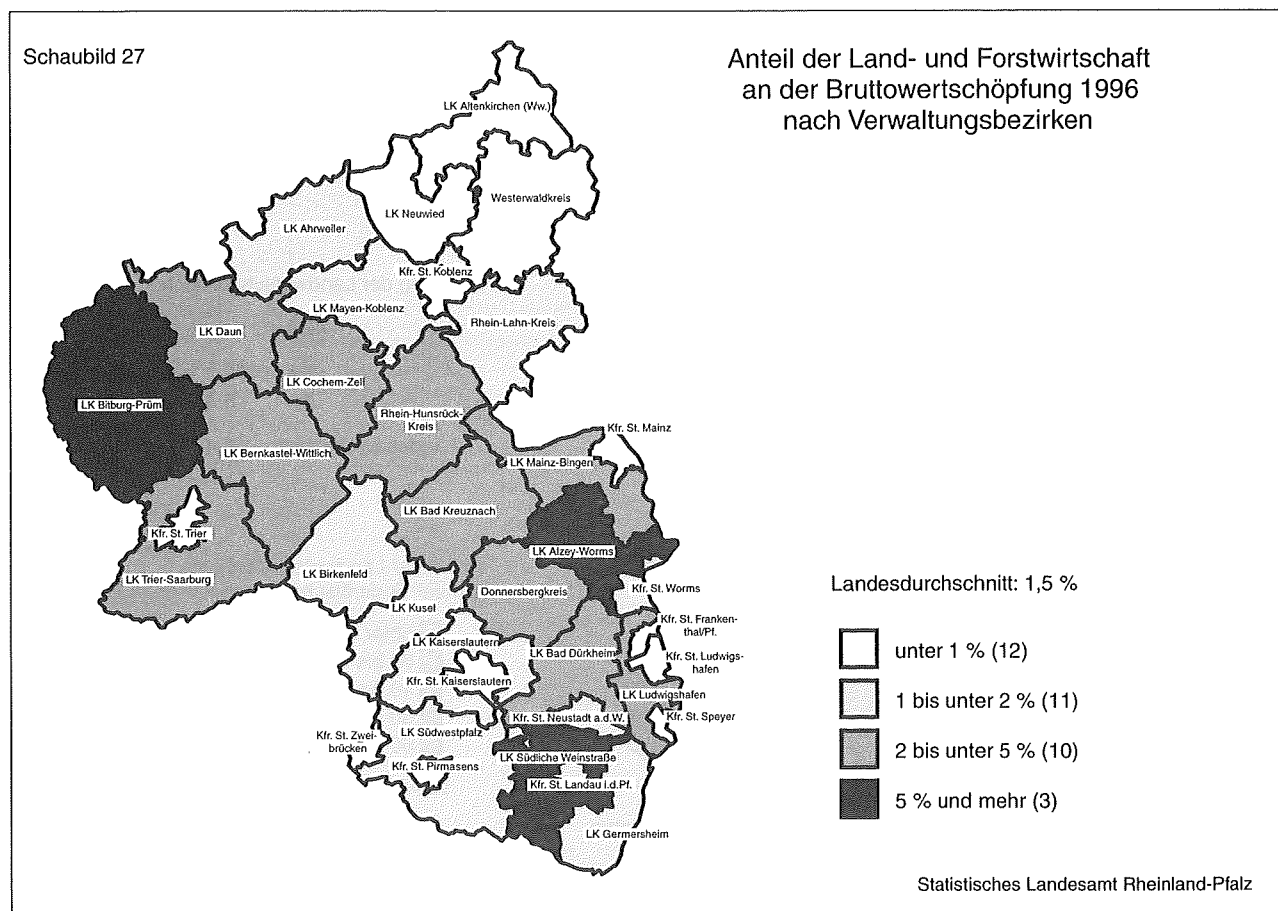 Schaubild 27
Anteil der Land- und Forstwirtschaft
an der Bruttowertschöpfung 1996
nach Verwaltungsbezirken
LK Altenkirchen (Ww.)
LK Neuwied
Westerwaldkreis
LK Ahrweiler
Kfr. St. Koblenz
LK Mayen-Koblenz
Rhein-Lahn-Kreis
LK Daun
LK Cochem-Zell
LK Bitburg-Prüm
Rhein-Hunsrück-
Kreis
Kfr. St. Mainz
LK Bernkastel-Wittlich
LK Mainz-Bingen
LK Bad Kreuznach
Kfr. St. Trier
LK Alzey-Worms
LK Trier-Saarburg
LK Birkenfeld
Donnersbergkreis
Kfr. St. Worms
LK Kusel
Kfr. St. Franken-
thal/Pf.
LK Kaiserslautern
LK Bad Dürkheim
Kfr. St. Ludwigs-
hafen
Kfr. St. Kaiserslautern
LK Ludwigshafen
Kfr. St. Neustadt a.d.W.
Kfr. St. Speyer
Kfr. St. Zwei-
brücken
LK Südwestpfalz
LK Südliche Weinstraße
Kfr. St. Pirmasens
Kfr. St. Landau i.d.Pf.
LK Germersheim
Landesdurchschnitt: 1,5 %
unter 1 % (12)
1 bis unter 2 % (11)
2 bis unter 5 % (10)
5 % und mehr (3)
Statistisches Landesamt Rheinland-Pfalz